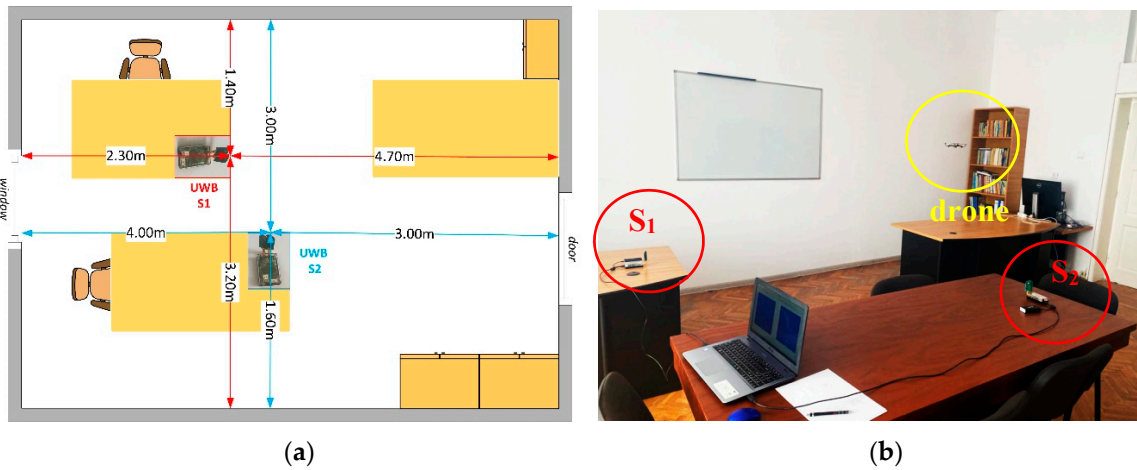 1.40m
3.00m
2.30m
4.70m
UWB
S1
window
4.00m
3.00m
UWB
S2
door
3.20m
1.60m
(a)
S1
drone
S2
(b)